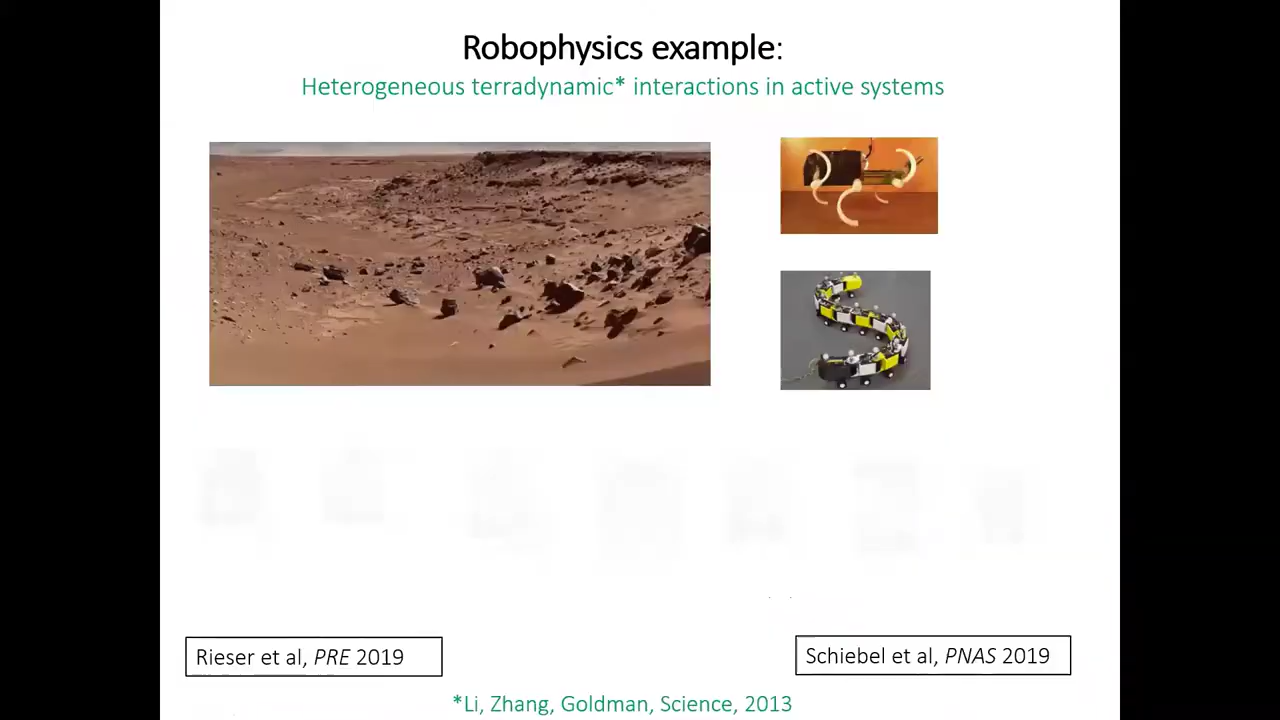 Robophysics example:
Heterogeneous terradynamic* interactions in active systems
Rieser et al, PRE 2019
Schiebel et al, PNAS 2019
*Li, Zhang, Goldman, Science, 2013